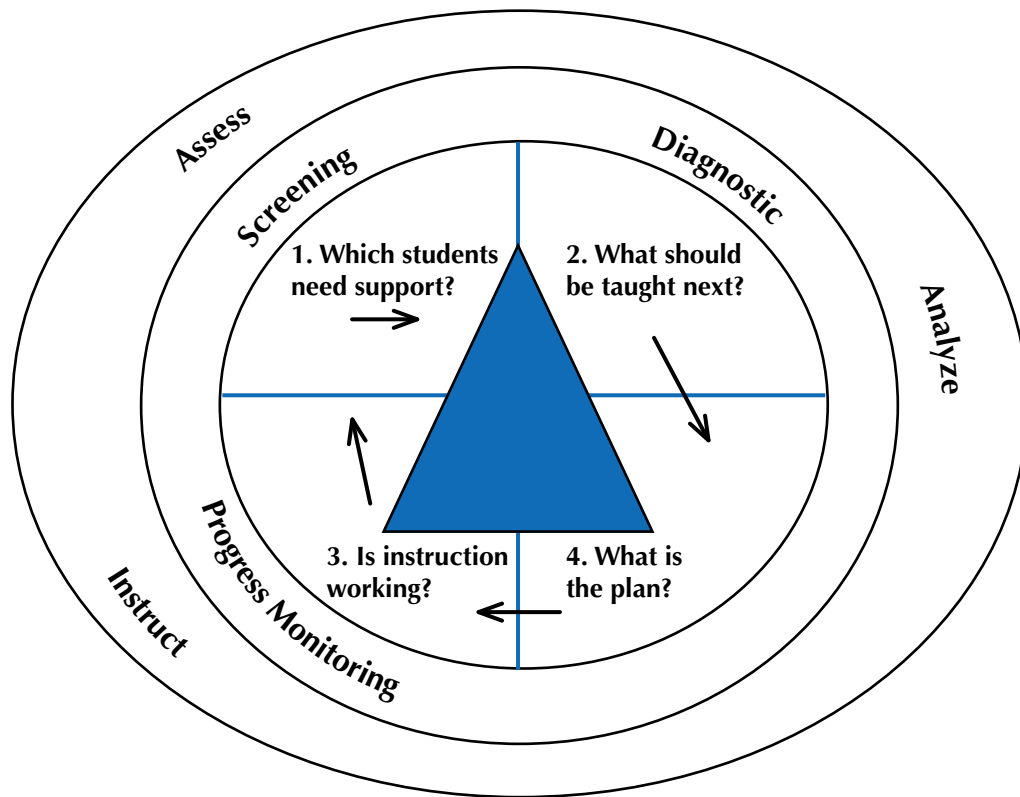 Assess
Screening
Diagnostic
1. Which students
need support?
2. What should
be taught next?
Analyze
3. Is instruction
working?
4. What is
the plan?
Progress Monitoring
Instruct